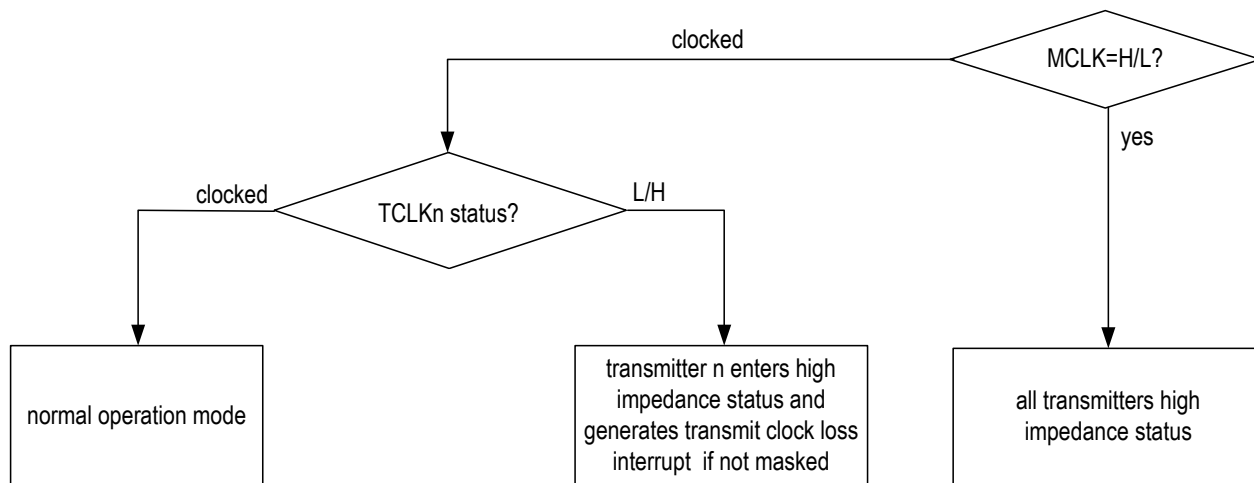 clocked
MCLK=H/L?
yes
clocked
L/H
TCLKn status?
normal operation mode
transmitter n enters high
impedance status and
generates transmit clock loss
interrupt if not masked
all transmitters high
impedance status